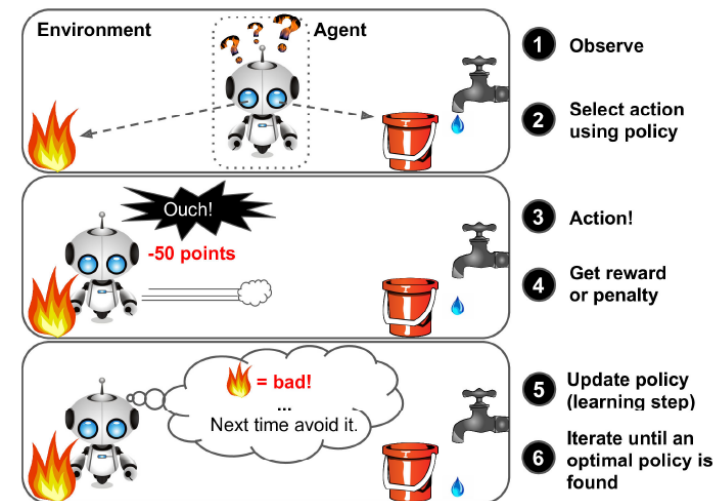 Environment
Agent
? ? ?
1 Observe
2 Select action
using policy
Ouch!
-50 points
3 Action!
4 Get reward
or penalty
= bad!
...
Next time avoid it.
5 Update policy
(learning step)
6 Iterate until an
optimal policy is
found